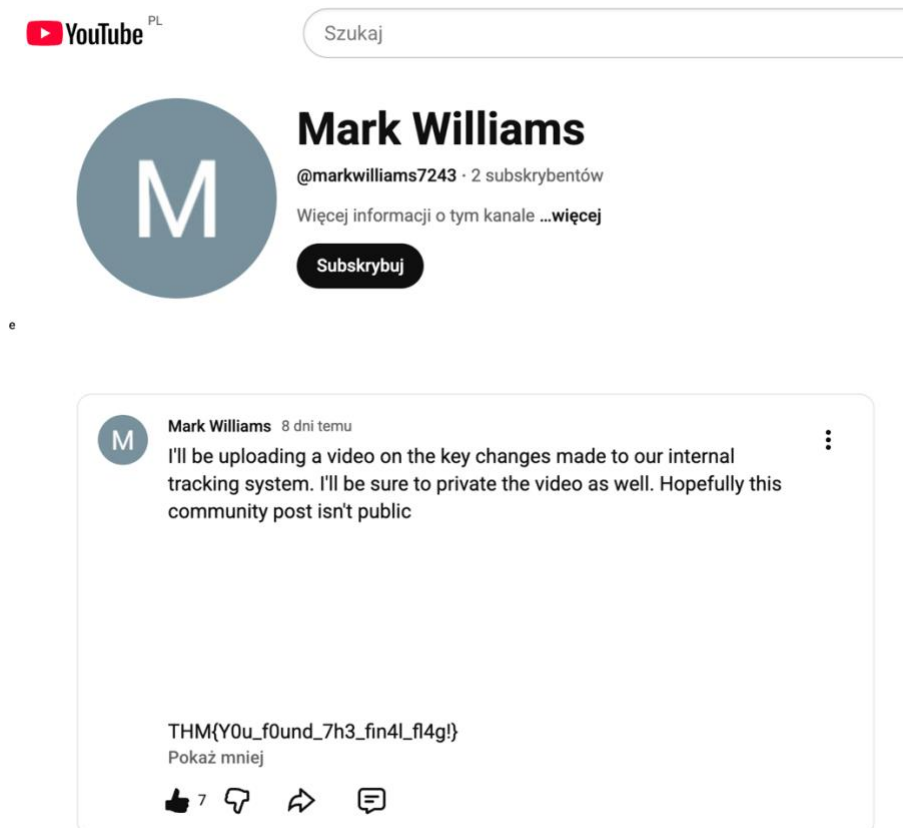 YouTube PL
Szukaj
M
Mark Williams
@markwilliams7243 · 2 subskrybentów
Więcej informacji o tym kanale ...więcej
Subskrybuj
e
M
Mark Williams 8 dni temu
I'll be uploading a video on the key changes made to our internal
tracking system. I'll be sure to private the video as well. Hopefully this
community post isn't public
THM{Y0u_f0und_7h3_fin4l_fl4g!}
Pokaż mniej
7